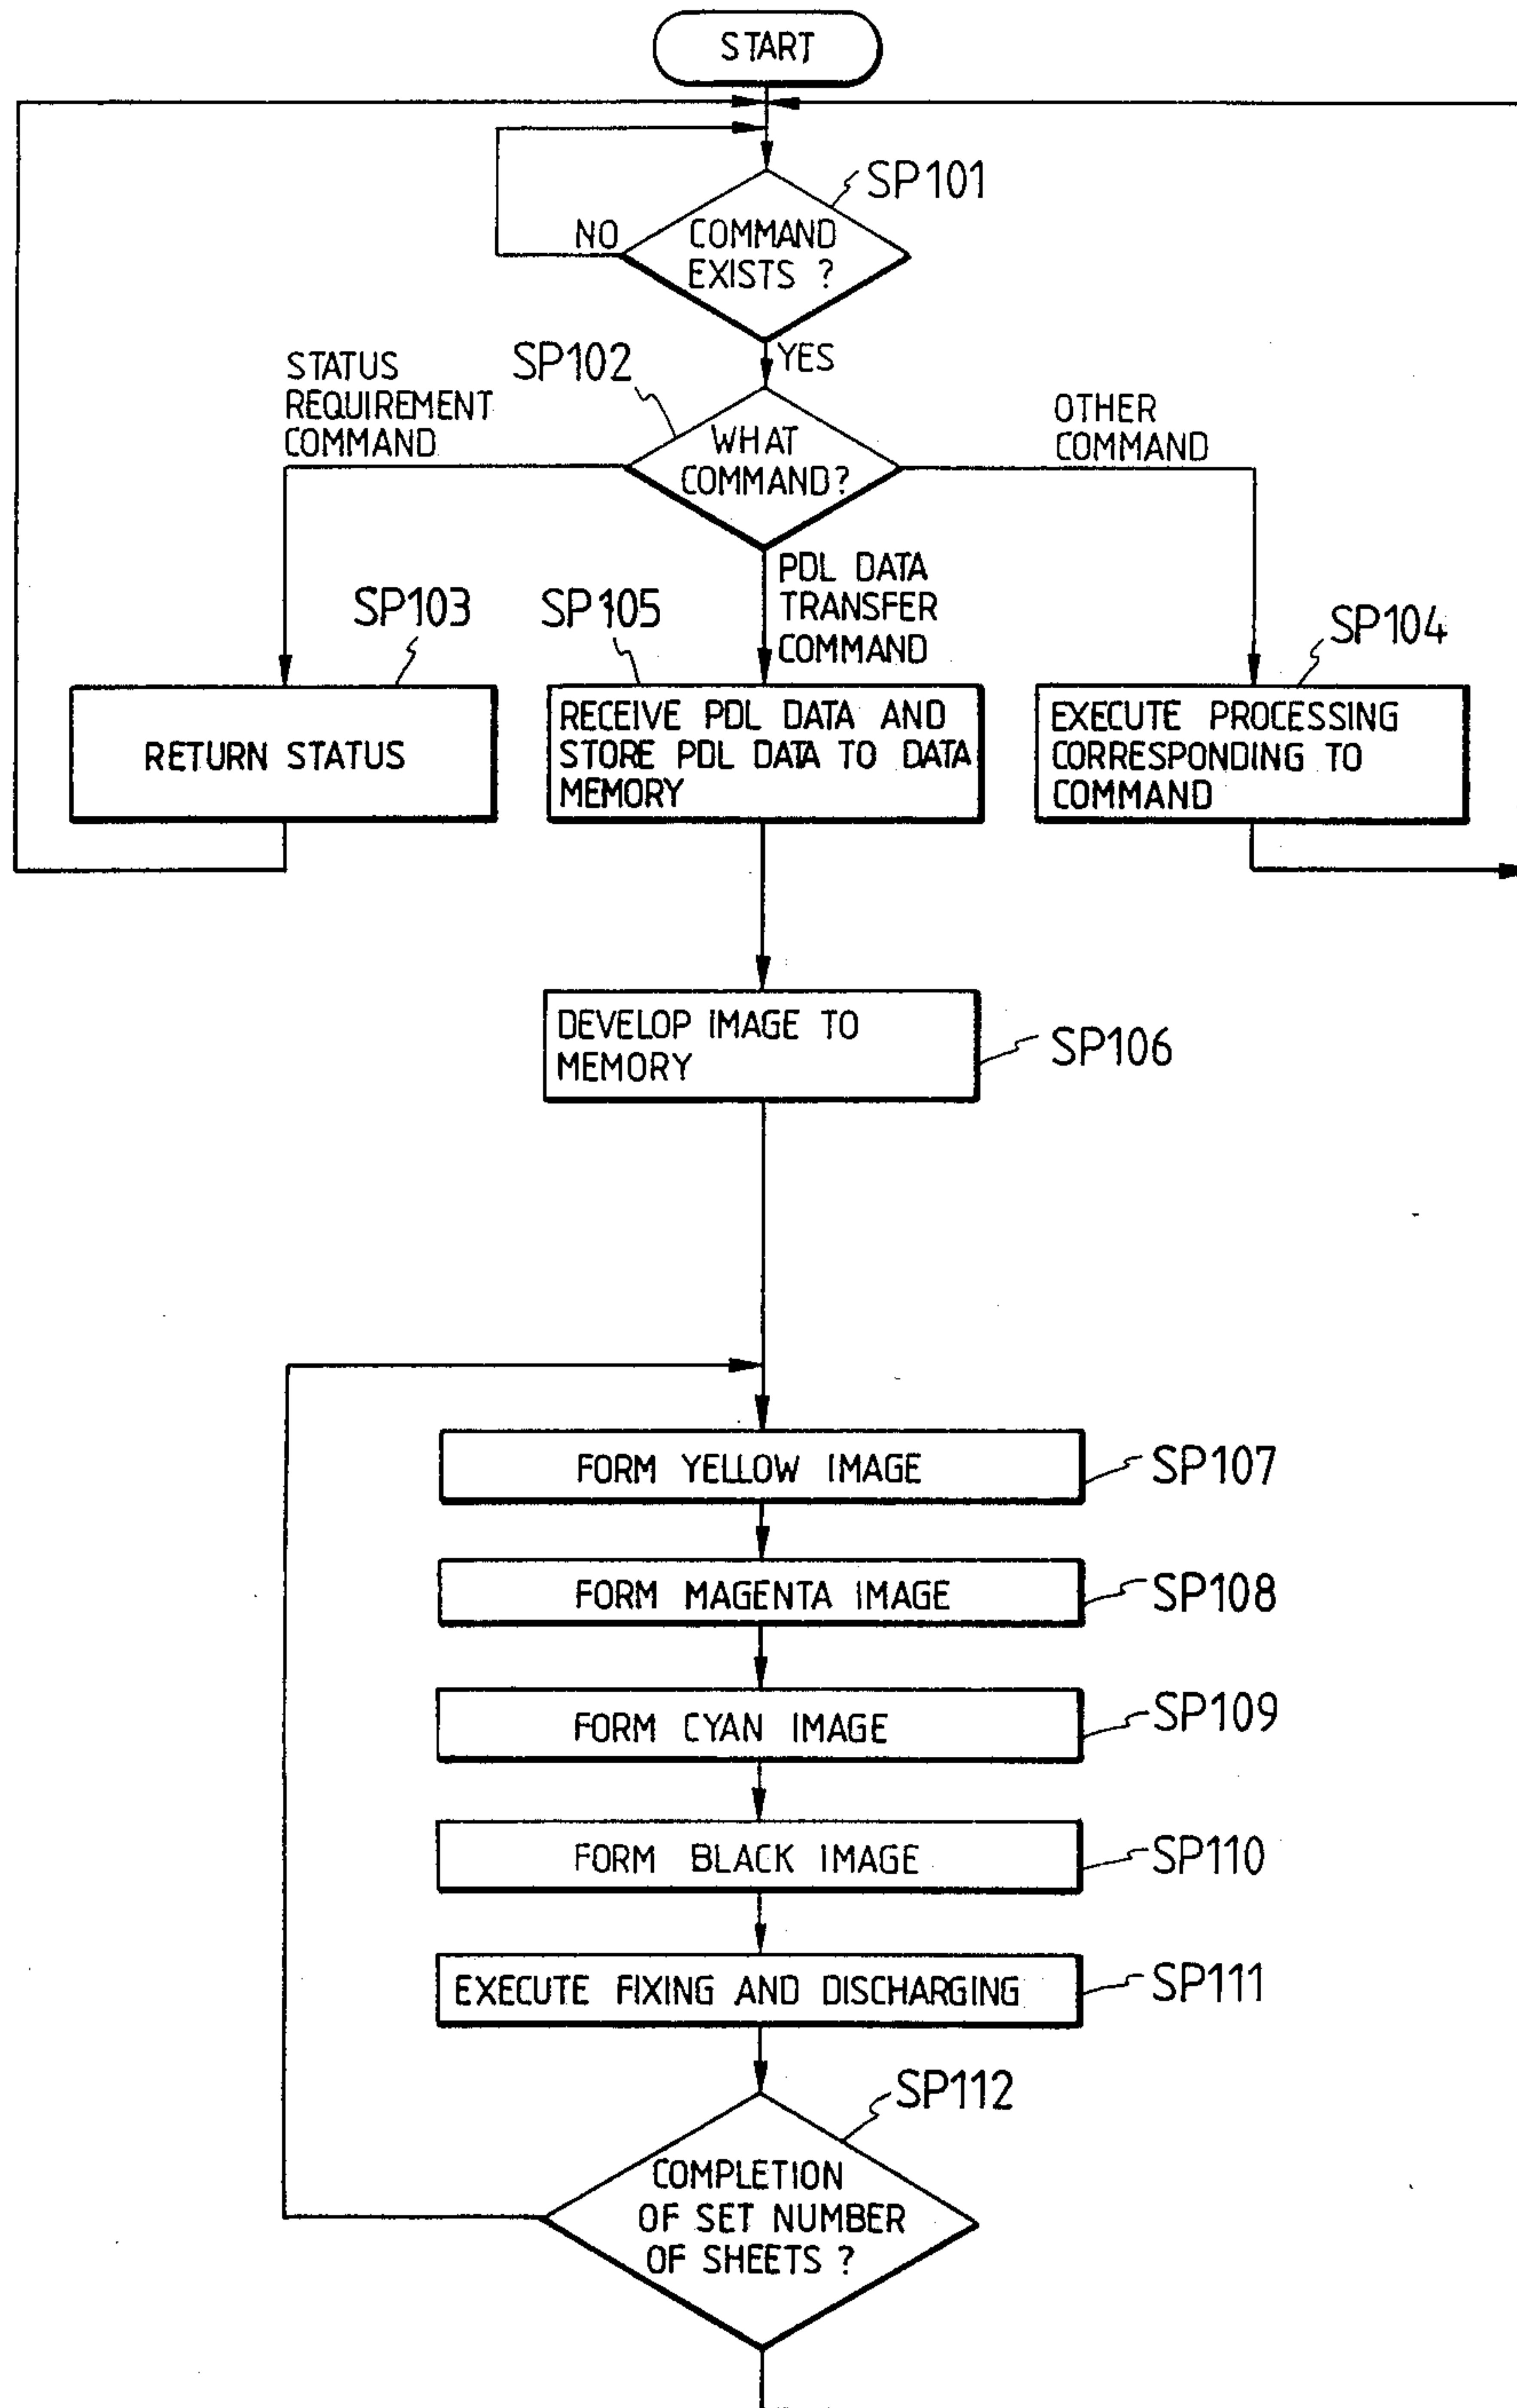 START
SP101
NO
COMMAND
EXISTS ?
YES
STATUS
REQUIREMENT
COMMAND
SP102
WHAT
COMMAND?
OTHER
COMMAND
PDL DATA
TRANSFER
COMMAND
SP103
SP105
SP104
RETURN STATUS
RECEIVE PDL DATA AND
STORE PDL DATA TO DATA
MEMORY
EXECUTE PROCESSING
CORRESPONDING TO
COMMAND
DEVELOP IMAGE TO
MEMORY
SP106
FORM YELLOW IMAGE
SP107
FORM MAGENTA IMAGE
SP108
FORM CYAN IMAGE
SP109
FORM BLACK IMAGE
SP110
EXECUTE FIXING AND DISCHARGING
SP111
SP112
COMPLETION
OF SET NUMBER
OF SHEETS ?